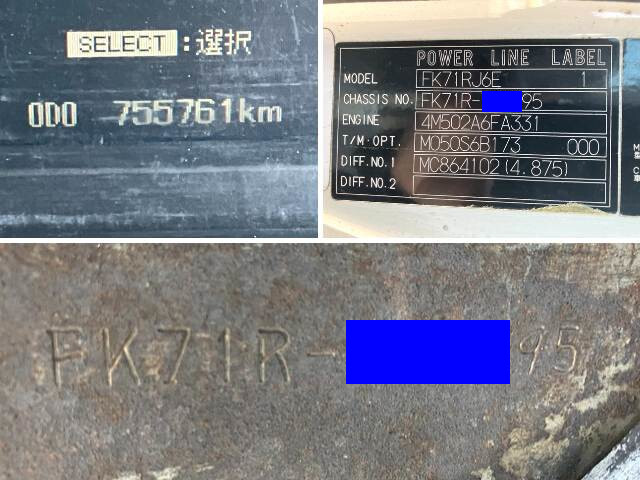 SELECT :選択
ODO 755761km
POWER LINE LABEL
MODEL FK71RJ6E 1
CHASSIS NO. FK71R- 95
ENGINE 4M502A6FA331
T/M·OPT. M050S6B173 000
DIFF.NO.1 MC864102(4.875)
DIFF.NO.2
FK71R- 95